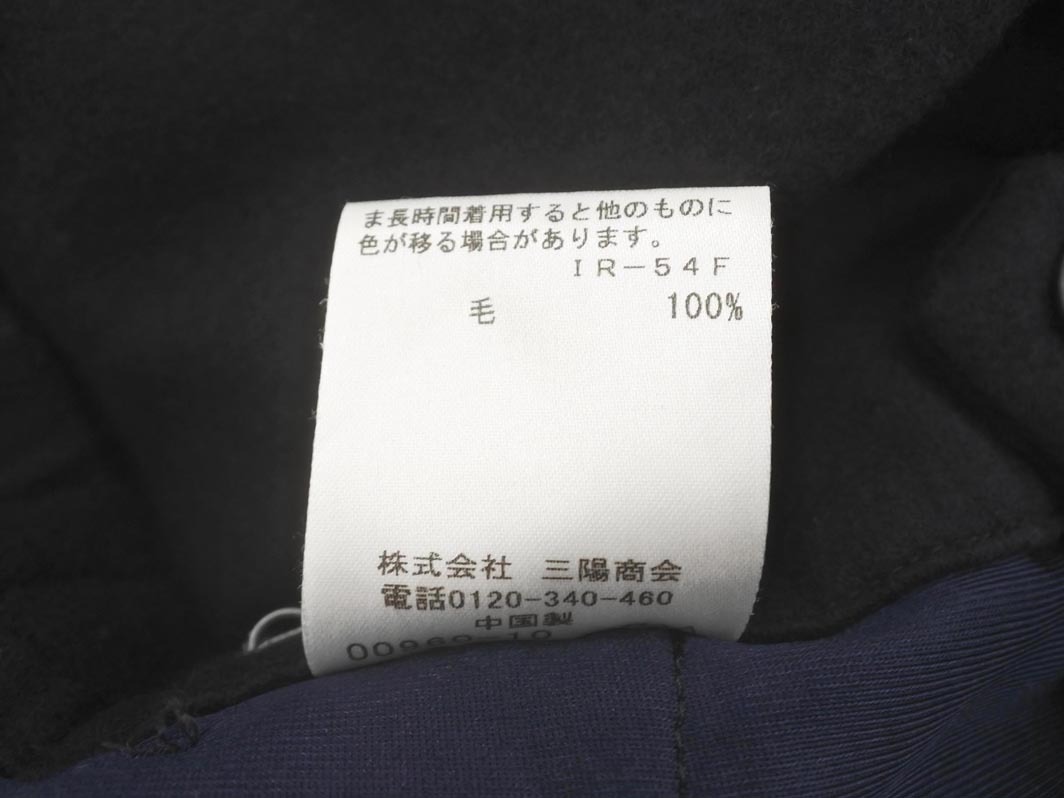 ま長時間着用すると他のものに
色が移る場合があります。
IR-54F
毛 100%
株式会社 三陽商会
電話0120-340-460
中国製